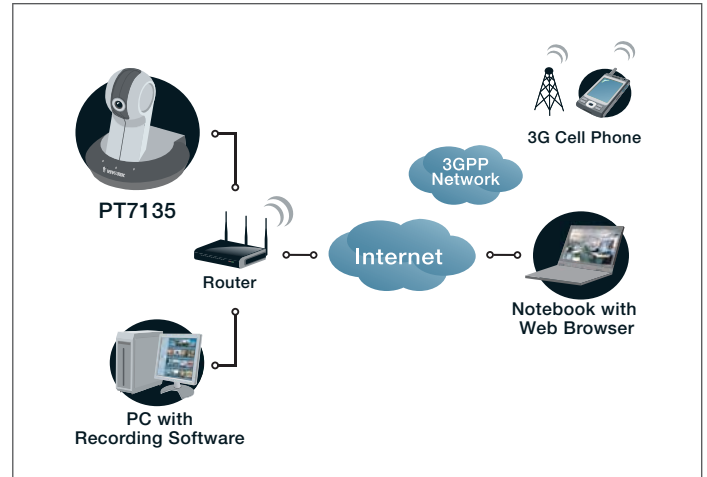 3G Cell Phone
3GPP
Network
PT7135
Internet
Router
Notebook with
Web Browser
PC with
Recording Software